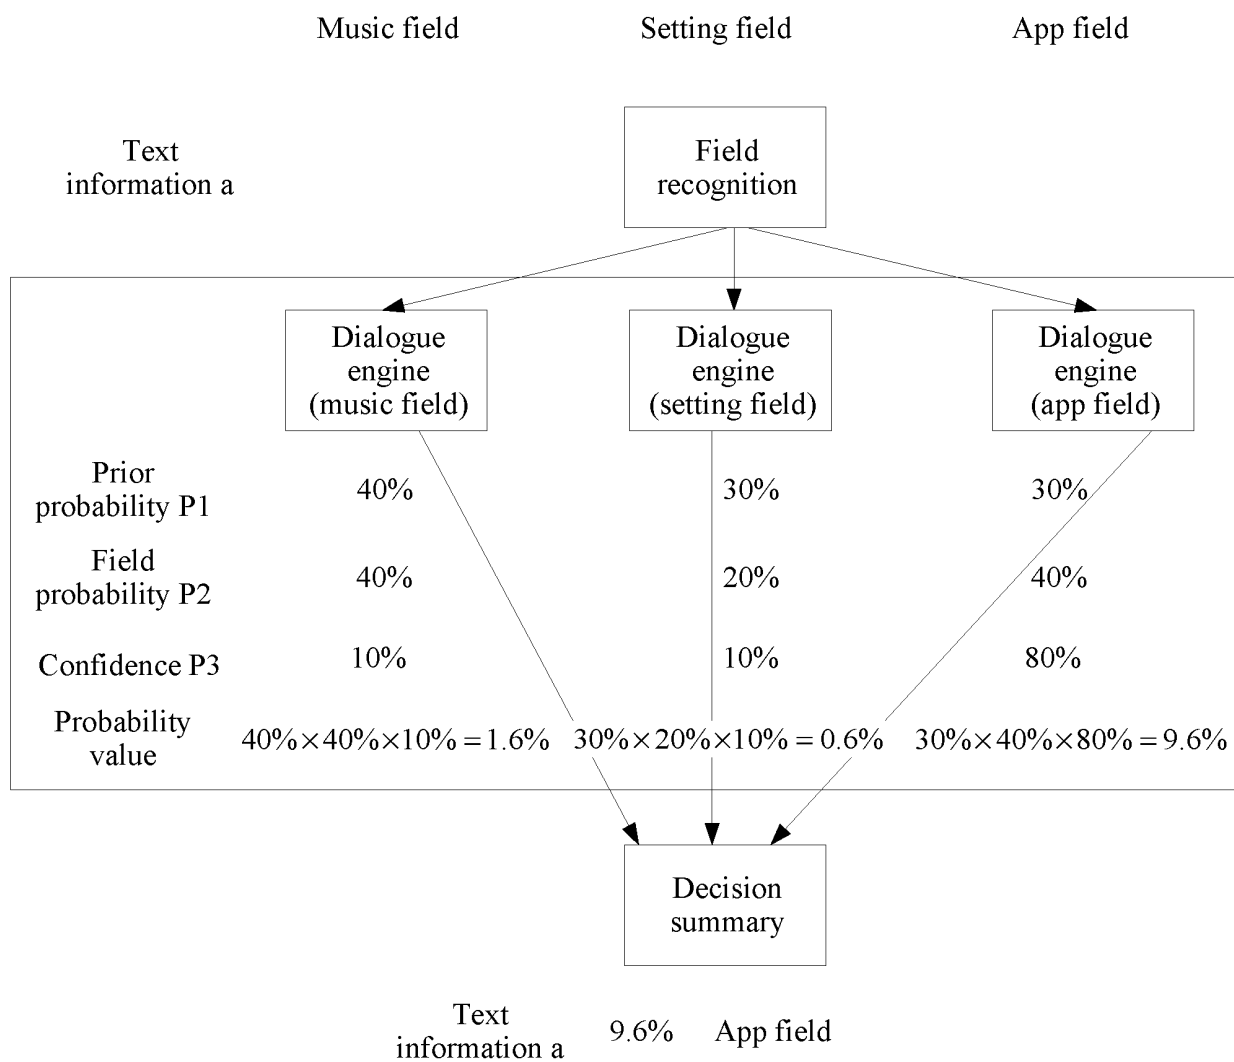 Music field
Setting field
App field
Text
information a
Field
recognition
Dialogue
engine
(music field)
Dialogue
engine
(setting field)
Dialogue
engine
(app field)
Prior
probability P1
40%
30%
30%
Field
probability P2
40%
20%
40%
Confidence P3
10%
10%
80%
Probability
value
40%×40%×10%=1.6%
30%×20%×10%=0.6%
30%×40%×80%=9.6%
Decision
summary
Text
information a
9.6%
App field